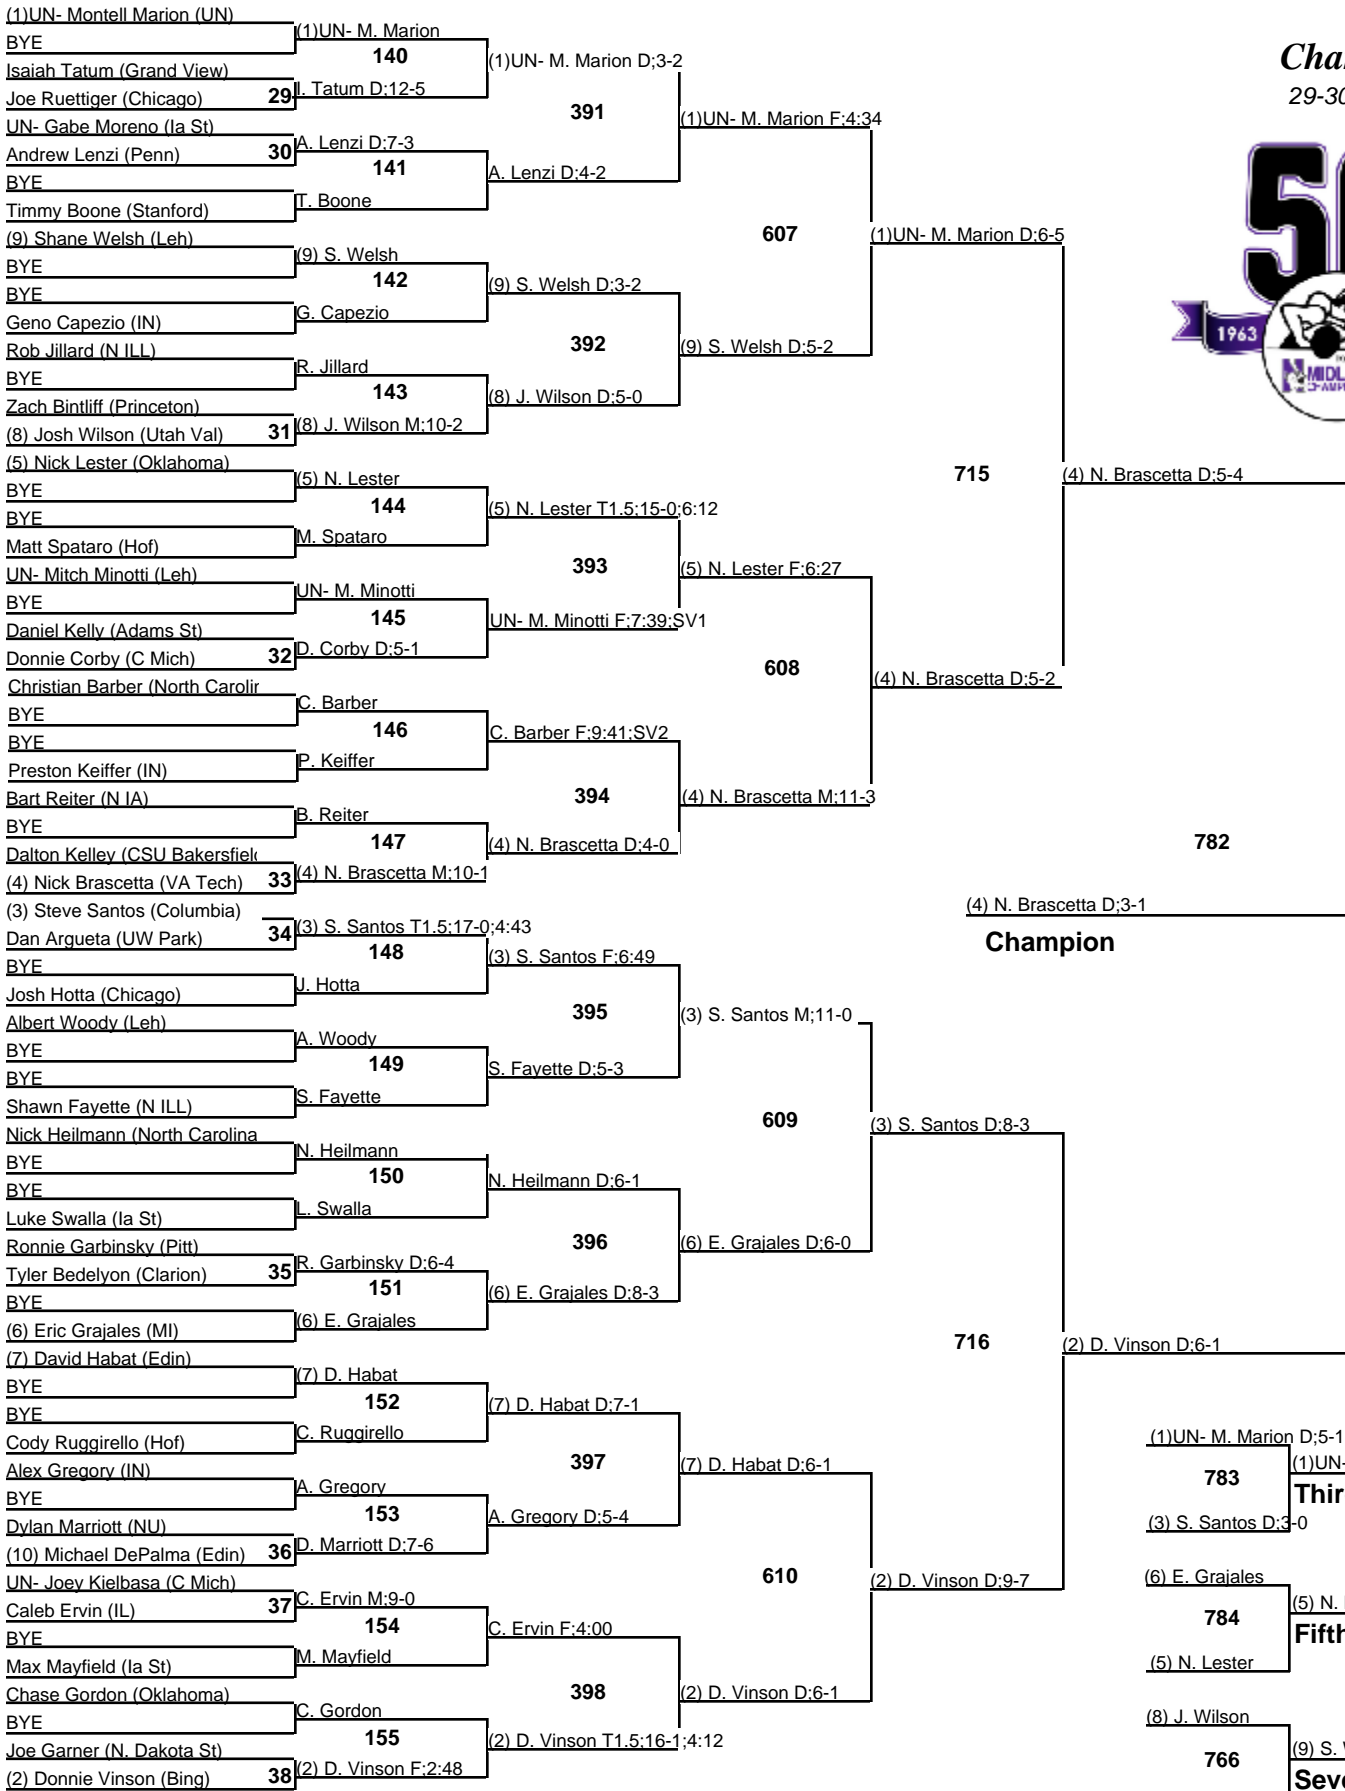 (1)UN- Montell Marion (UN)
BYE
Isaiah Tatum (Grand View)
Joe Ruettiger (Chicago) 29
UN- Gabe Moreno (Ia St)
Andrew Lenzi (Penn) 30
BYE
Timmy Boone (Stanford)
(9) Shane Welsh (Leh)
BYE
BYE
Geno Capezio (IN)
Rob Jillard (N ILL)
BYE
Zach Bintliff (Princeton)
(8) Josh Wilson (Utah Val) 31
(5) Nick Lester (Oklahoma)
BYE
BYE
Matt Spataro (Hof)
UN- Mitch Minotti (Leh)
BYE
Daniel Kelly (Adams St)
Donnie Corby (C Mich) 32
Christian Barber (North Carolin
BYE
BYE
Preston Keiffer (IN)
Bart Reiter (N IA)
BYE
Dalton Kelley (CSU Bakersfield
(4) Nick Brascetta (VA Tech) 33
(3) Steve Santos (Columbia)
Dan Argueta (UW Park) 34
BYE
Josh Hotta (Chicago)
Albert Woody (Leh)
BYE
BYE
Shawn Fayette (N ILL)
Nick Heilmann (North Carolina
BYE
BYE
Luke Swalla (Ia St)
Ronnie Garbinsky (Pitt)
Tyler Bedelyon (Clarion) 35
BYE
(6) Eric Grajales (MI)
(7) David Habat (Edin)
BYE
BYE
Cody Ruggirello (Hof)
Alex Gregory (IN)
BYE
Dylan Marriott (NU)
(10) Michael DePalma (Edin) 36
UN- Joey Kielbasa (C Mich)
Caleb Ervin (IL) 37
BYE
Max Mayfield (Ia St)
Chase Gordon (Oklahoma)
BYE
Joe Garner (N. Dakota St)
(2) Donnie Vinson (Bing) 38
(1)UN- M. Marion
140
I. Tatum D;12-5
A. Lenzi D;7-3
141
T. Boone
(9) S. Welsh
142
G. Capezio
R. Jillard
143
(8) J. Wilson M;10-2
(5) N. Lester
144
M. Spataro
UN- M. Minotti
145
D. Corby D;5-1
C. Barber
146
P. Keiffer
B. Reiter
147
(4) N. Brascetta M;10-1
(3) S. Santos T1.5;17-0;4:43
148
J. Hotta
A. Woody
149
S. Fayette
N. Heilmann
150
L. Swalla
R. Garbinsky D;6-4
151
(6) E. Grajales
(7) D. Habat
152
C. Ruggirello
A. Gregory
153
D. Marriott D;7-6
C. Ervin M;9-0
154
M. Mayfield
C. Gordon
155
(2) D. Vinson F;2:48
(1)UN- M. Marion D;3-2
391
A. Lenzi D;4-2
(9) S. Welsh D;3-2
392
(8) J. Wilson D;5-0
(5) N. Lester T1.5;15-0;6:12
393
UN- M. Minotti F;7:39;SV1
C. Barber F;9:41;SV2
394
(4) N. Brascetta D;4-0
(3) S. Santos F;6:49
395
S. Fayette D;5-3
N. Heilmann D;6-1
396
(6) E. Grajales D;8-3
(7) D. Habat D;7-1
397
A. Gregory D;5-4
C. Ervin F;4:00
398
(2) D. Vinson T1.5;16-1;4:12
(1)UN- M. Marion F;4:34
607
(9) S. Welsh D;5-2
(5) N. Lester F;6:27
608
(4) N. Brascetta M;11-3
(3) S. Santos M;11-0
609
(6) E. Grajales D;6-0
(7) D. Habat D;6-1
610
(2) D. Vinson D;6-1
(1)UN- M. Marion D;6-5
715
(4) N. Brascetta D;5-2
(3) S. Santos D;8-3
716
(2) D. Vinson D;9-7
(4) N. Brascetta D;5-4
782
(2) D. Vinson D;6-1
(4) N. Brascetta D;3-1
Champion
29-30
1963
(1)UN- M. Marion D;5-1
783
(1)UN-
(3) S. Santos D;3-0
(6) E. Grajales
784
(5) N.
Fifth
(5) N. Lester
(8) J. Wilson
766
(9) S.